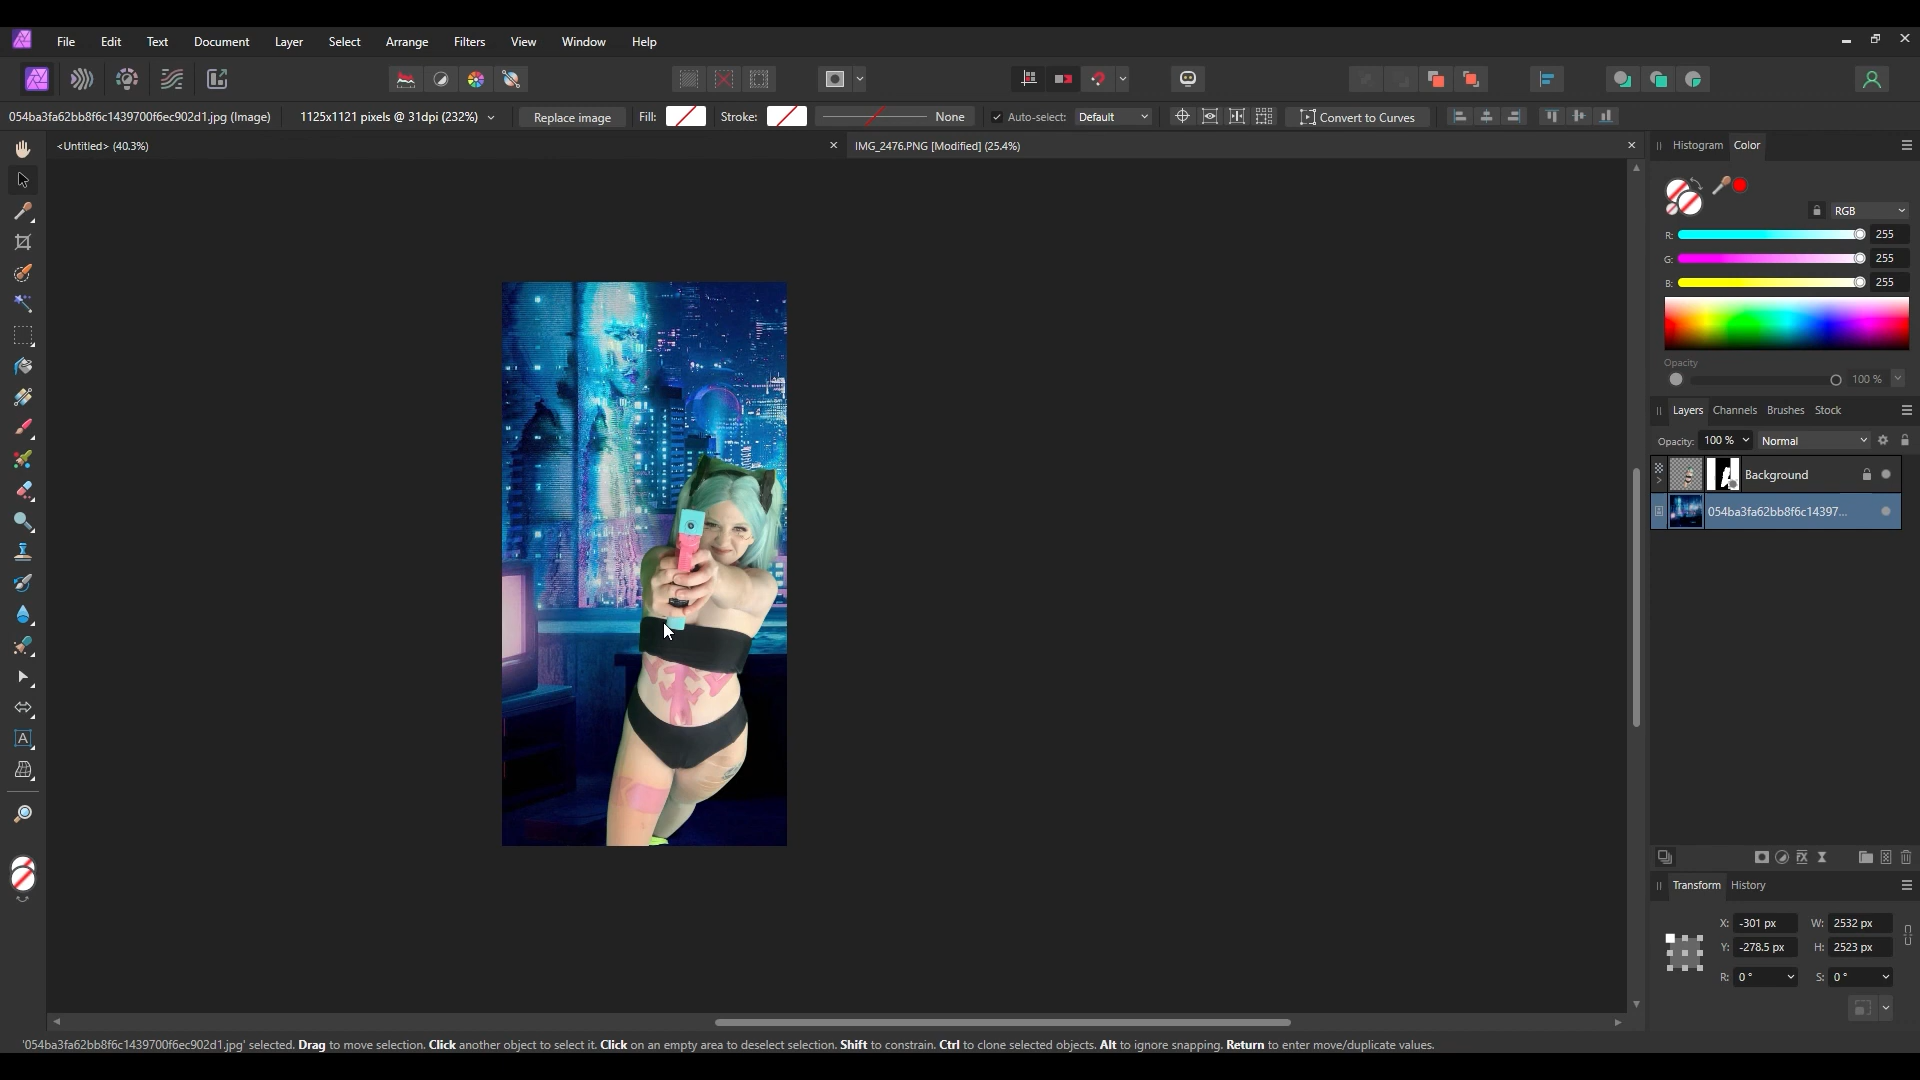 File Edit Text Document Layer Select Arrange Filters View Window Help
054ba3fa62bb8f6c1439700f6ec902d1.jpg (Image) 1125x1121 pixels @ 31dpi (232%) Replace image Fill: Stroke: None Auto-select: Default Convert to Curves
<Untitled> (40.3%) IMG_2476.PNG [Modified] (25.4%)
Histogram Color
RGB
R: 255
G: 255
B: 255
Opacity
100 %
Layers Channels Brushes Stock
Opacity: 100 % Normal
Background
054ba3fa62bb8f6c14397...
Transform History
X: -301 px W: 2532 px
Y: -278.5 px H: 2523 px
R: 0 ° S: 0 °
'054ba3fa62bb8f6c1439700f6ec902d1.jpg' selected. Drag to move selection. Click another object to select it. Click on an empty area to deselect selection. Shift to constrain. Ctrl to clone selected objects. Alt to ignore snapping. Return to enter move/duplicate values.